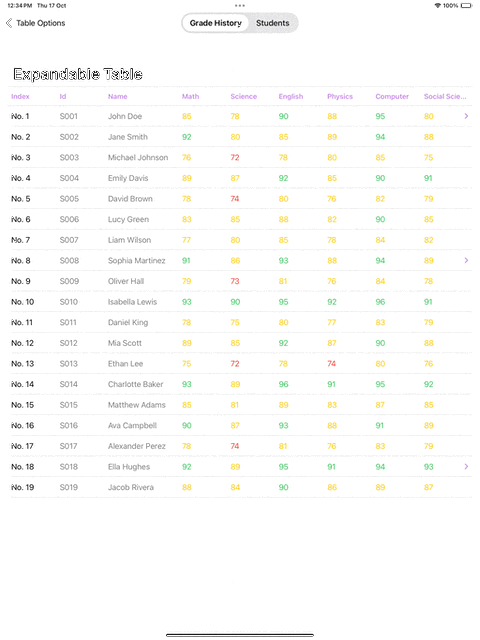 12:34 PM Thu 17 Oct 100%
Table Options Grade History Students
Expandable Table
Index Id Name Math Science English Physics Computer Social Scie...
No. 1 S001 John Doe 85 78 90 88 95 80
No. 2 S002 Jane Smith 92 80 85 89 94 88
No. 3 S003 Michael Johnson 76 72 78 80 85 75
No. 4 S004 Emily Davis 89 87 92 85 90 91
No. 5 S005 David Brown 78 74 80 76 82 79
No. 6 S006 Lucy Green 83 85 88 82 90 85
No. 7 S007 Liam Wilson 77 80 85 78 84 82
No. 8 S008 Sophia Martinez 91 86 93 88 94 89
No. 9 S009 Oliver Hall 79 73 81 76 84 78
No. 10 S010 Isabella Lewis 93 90 95 92 96 91
No. 11 S011 Daniel King 78 75 80 77 83 79
No. 12 S012 Mia Scott 89 85 92 87 90 88
No. 13 S013 Ethan Lee 75 72 78 74 80 76
No. 14 S014 Charlotte Baker 93 89 96 91 95 92
No. 15 S015 Matthew Adams 85 81 89 83 87 85
No. 16 S016 Ava Campbell 90 87 93 88 91 89
No. 17 S017 Alexander Perez 78 74 81 76 83 79
No. 18 S018 Ella Hughes 92 89 95 91 94 93
No. 19 S019 Jacob Rivera 88 84 90 86 89 87